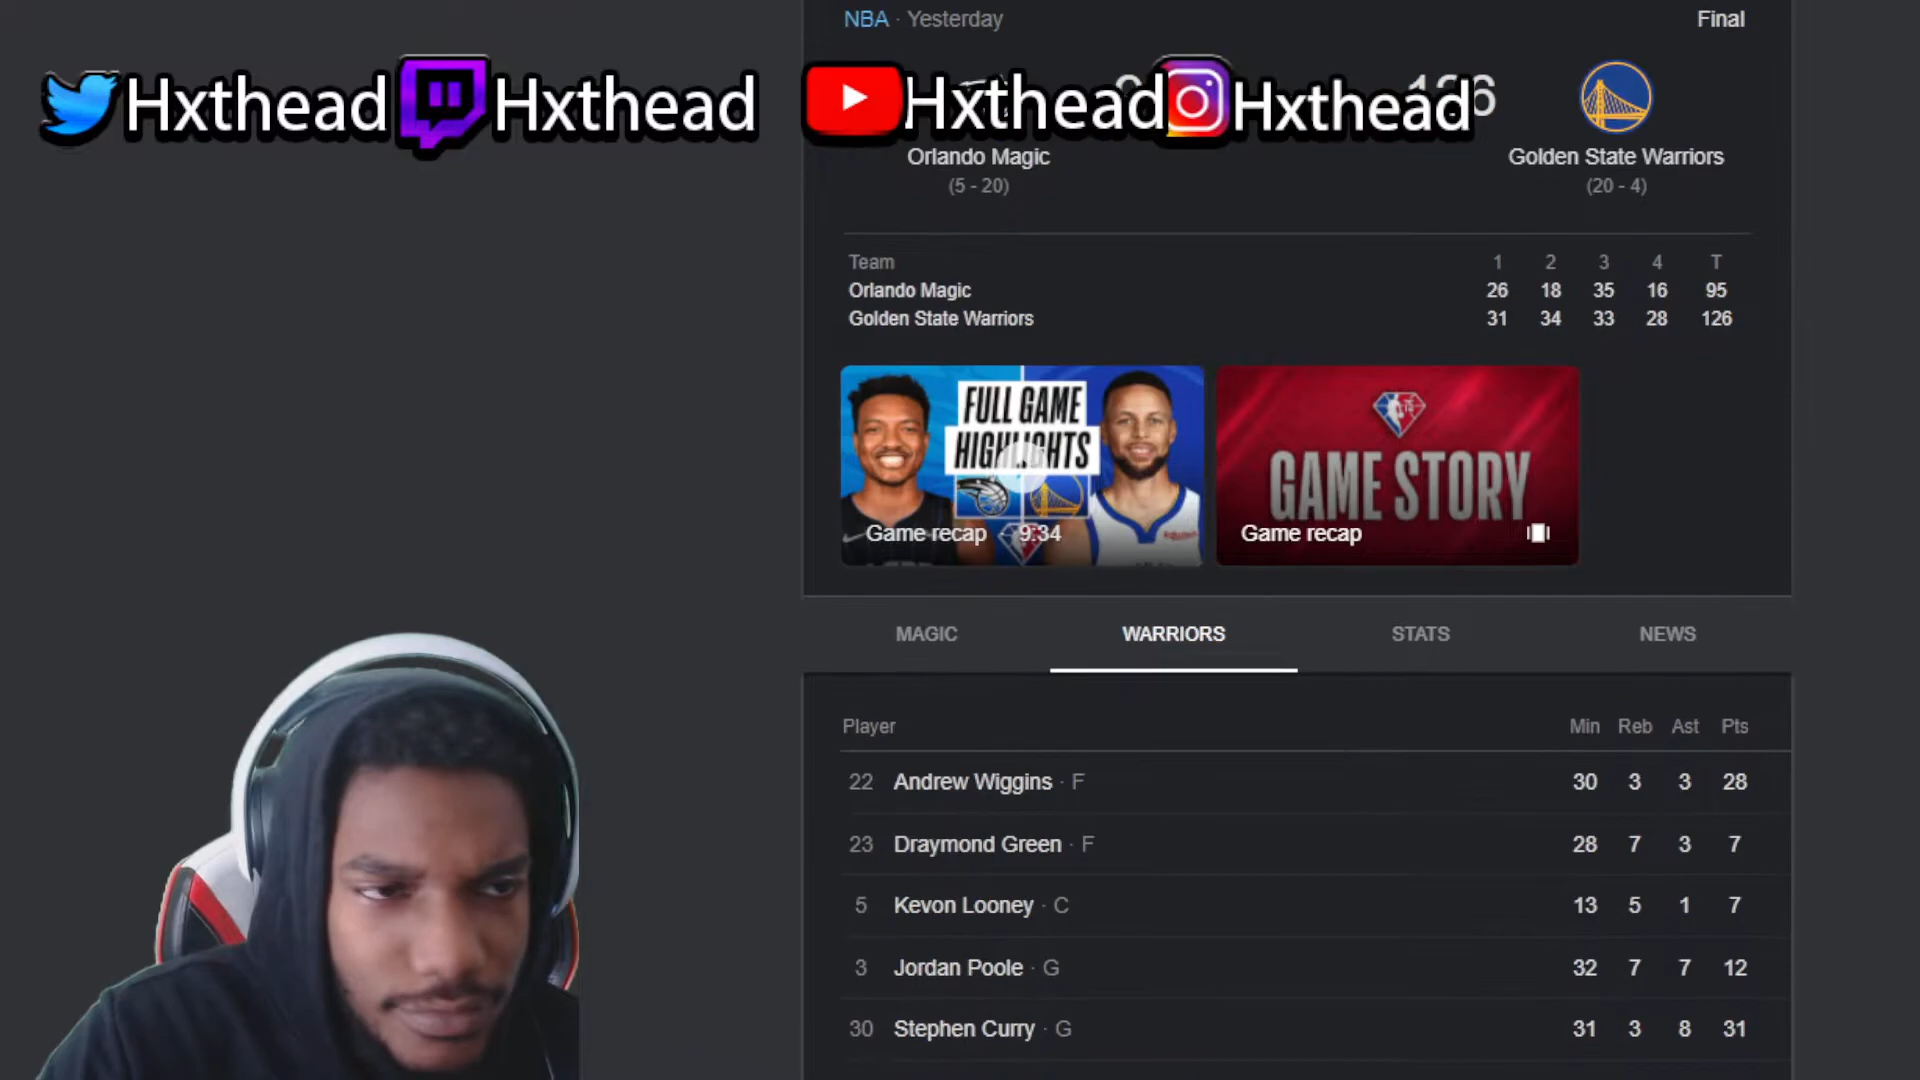 NBA · Yesterday Final
Hxthead Hxthead Hxthead Hxthead
Orlando Magic Golden State Warriors
(5 - 20) (20 - 4)
Team 1 2 3 4 T
Orlando Magic 26 18 35 16 95
Golden State Warriors 31 34 33 28 126
FULL GAME
HIGHLIGHTS
Game recap · 9:34
75
GAME STORY
Game recap
MAGIC WARRIORS STATS NEWS
Player Min Reb Ast Pts
22 Andrew Wiggins · F 30 3 3 28
23 Draymond Green · F 28 7 3 7
5 Kevon Looney · C 13 5 1 7
3 Jordan Poole · G 32 7 7 12
30 Stephen Curry · G 31 3 8 31